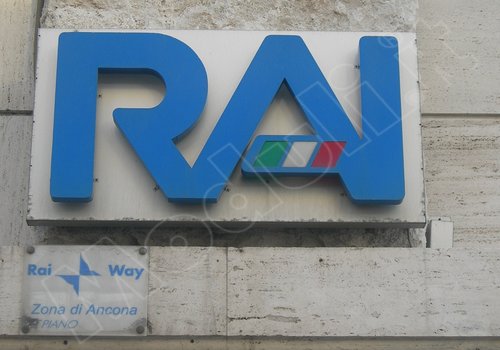 RAI
Rai Way
Zona di Ancona
PIANO